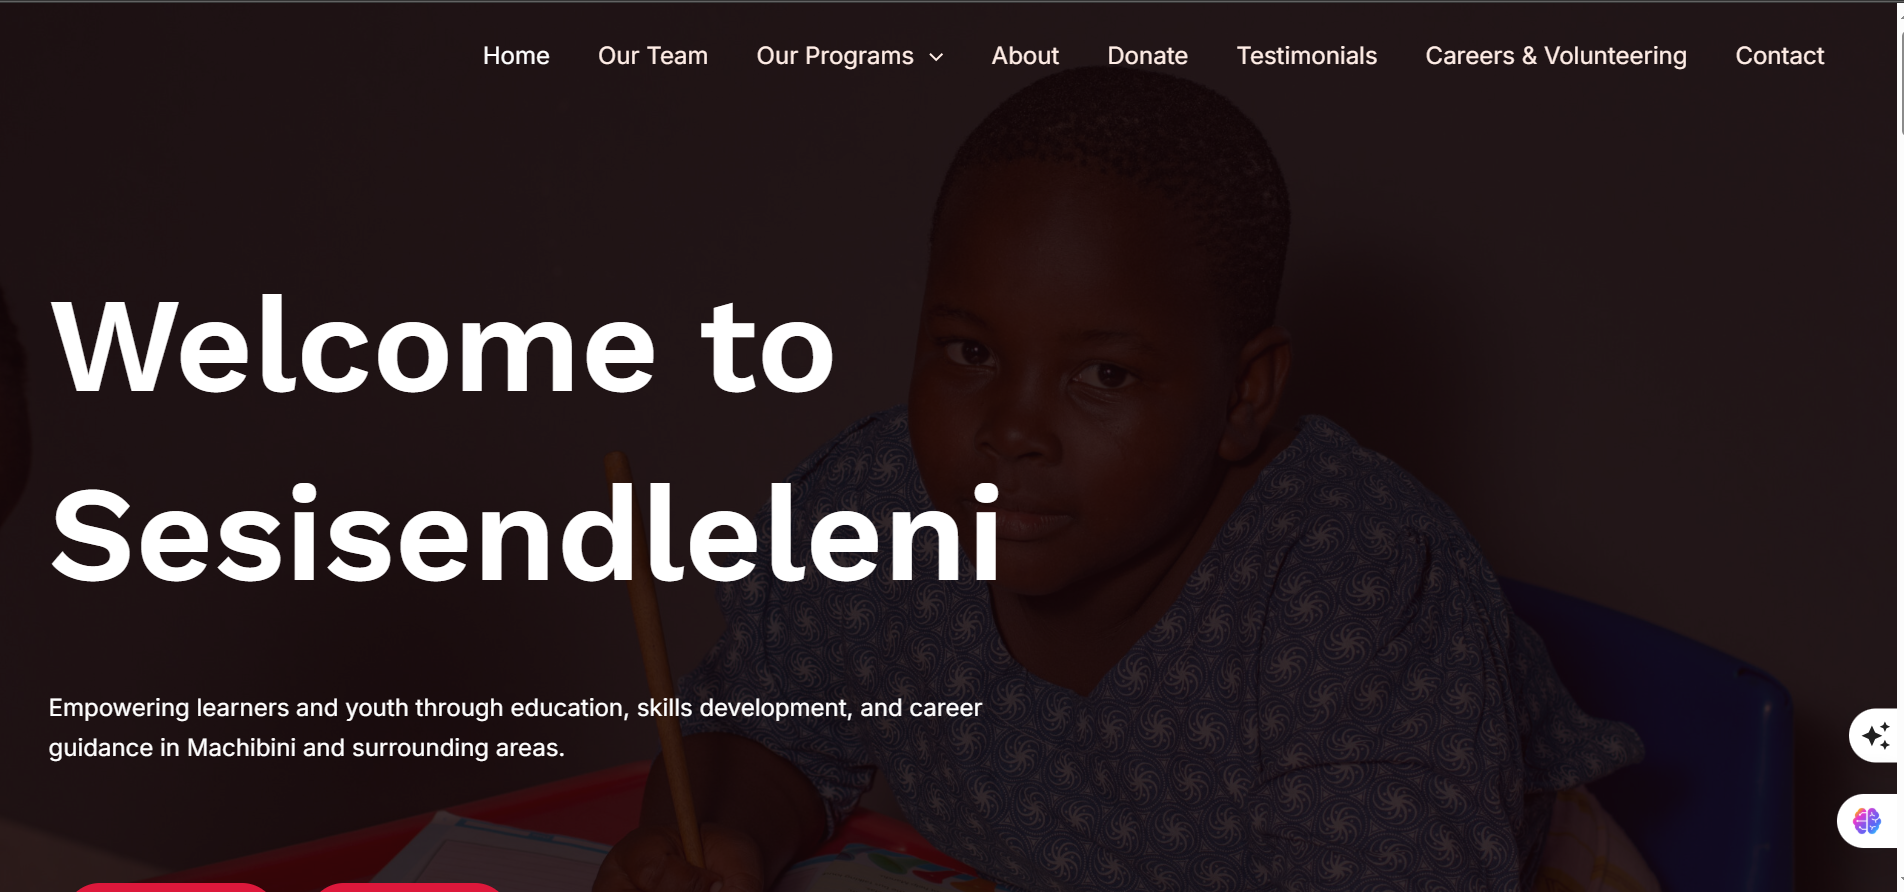 Home Our Team Our Programs About Donate Testimonials Careers & Volunteering Contact
Welcome to
Sesisendleleni
Empowering learners and youth through education, skills development, and career
guidance in Machibini and surrounding areas.